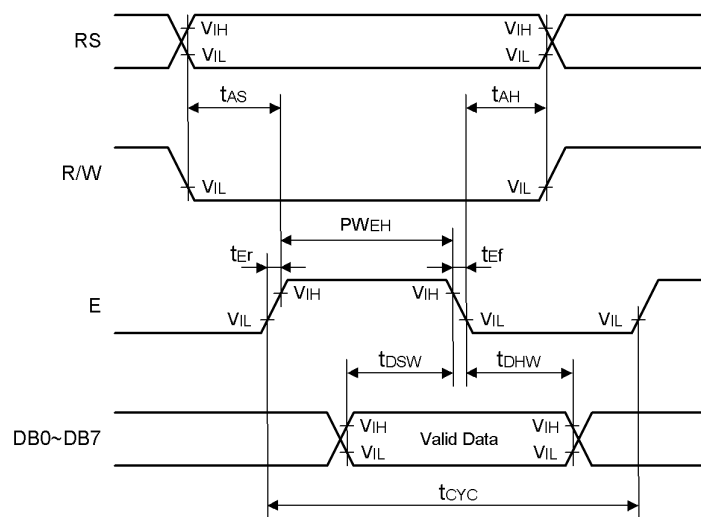 RS
VIH
VIH
VIL
VIL
tAS
tAH
R/W
VIL
VIL
PWEH
tEr
tEf
E
VIH
VIH
VIL
VIL
VIL
tDSW
tDHW
DB0~DB7
VIH
Valid Data
VIH
VIL
VIL
tCYC